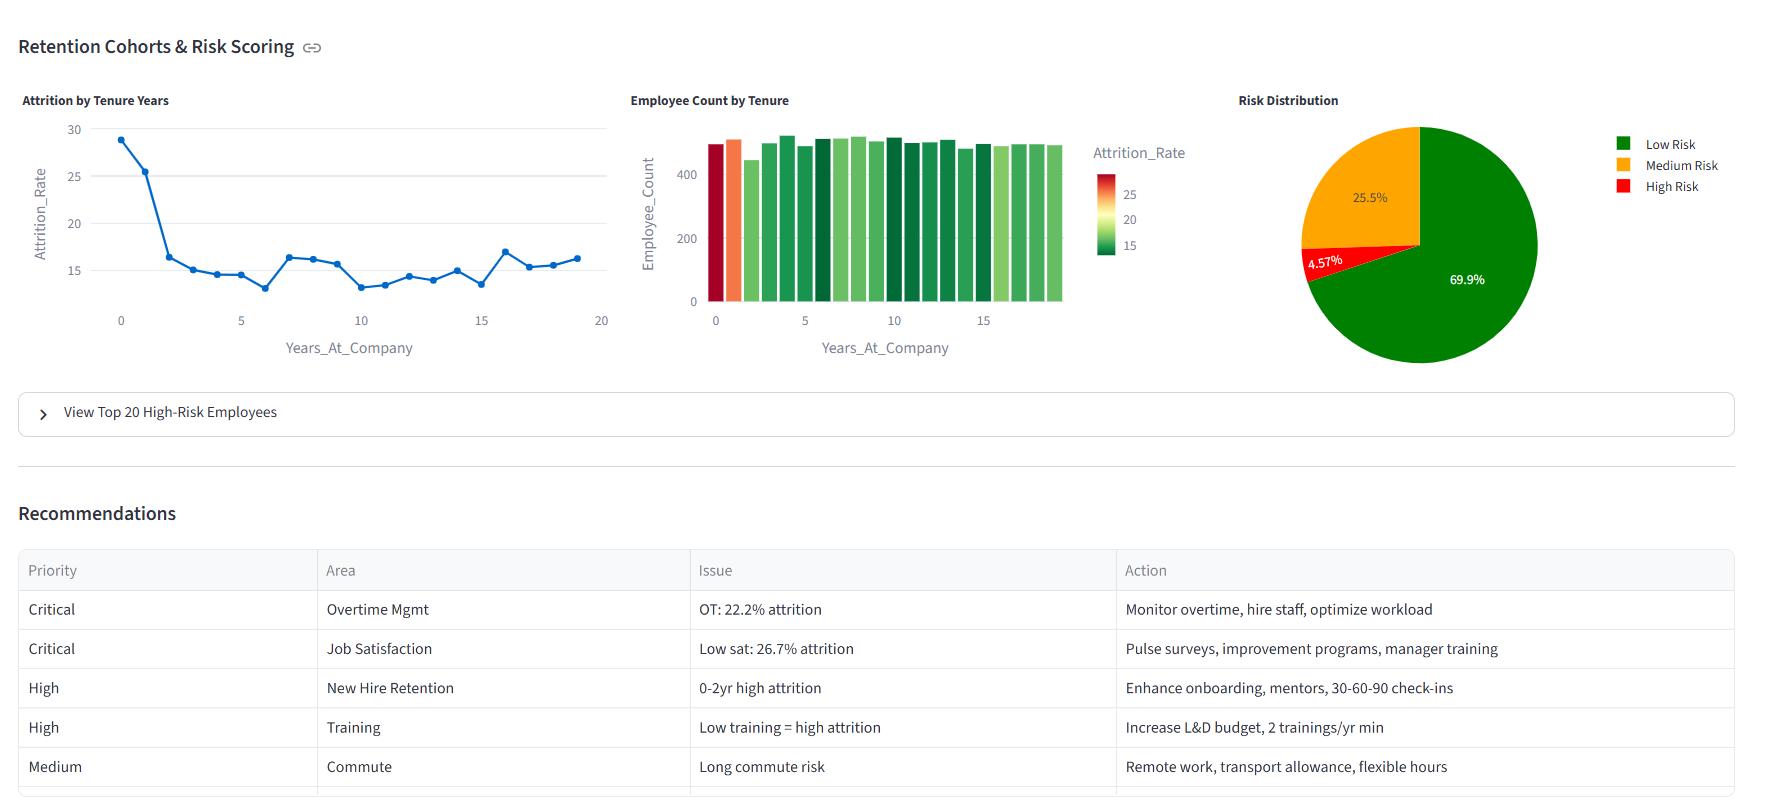 Retention Cohorts & Risk Scoring
Attrition by Tenure Years
30
25
20
15
Attrition_Rate
0 5 10 15 20
Years_At_Company
Employee Count by Tenure
400
200
0
Employee_Count
0 5 10 15
Years_At_Company
Attrition_Rate
25
20
15
Risk Distribution
25.5%
4.57%
69.9%
Low Risk
Medium Risk
High Risk
View Top 20 High-Risk Employees
Recommendations
Priority Area Issue Action
Critical Overtime Mgmt OT: 22.2% attrition Monitor overtime, hire staff, optimize workload
Critical Job Satisfaction Low sat: 26.7% attrition Pulse surveys, improvement programs, manager training
High New Hire Retention 0-2yr high attrition Enhance onboarding, mentors, 30-60-90 check-ins
High Training Low training = high attrition Increase L&D budget, 2 trainings/yr min
Medium Commute Long commute risk Remote work, transport allowance, flexible hours